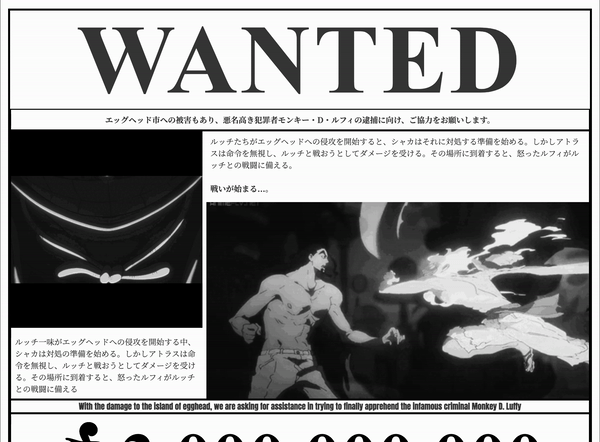 WANTED
エッグヘッド市への被害もあり、悪名高き犯罪者モンキー・D・ルフィの逮捕に向け、ご協力をお願いします。
ルッチたちがエッグヘッドへの侵攻を開始すると、シャカはそれに対処する準備を始める。しかしアトラ
スは命令を無視し、ルッチと戦おうとしてダメージを受ける。その場所に到着すると、怒ったルフィがル
ッチとの戦闘に備える。
戦いが始まる…。
ルッチ一味がエッグヘッドへの侵攻を開始する中、
シャカは対処の準備を始める。しかしアトラスは命
令を無視し、ルッチと戦おうとしてダメージを受け
る。その場所に到着すると、怒ったルフィがルッチ
との戦闘に備える
With the damage to the island of egghead, we are asking for assistance in trying to finally apprehend the infamous criminal Monkey D. Luffy